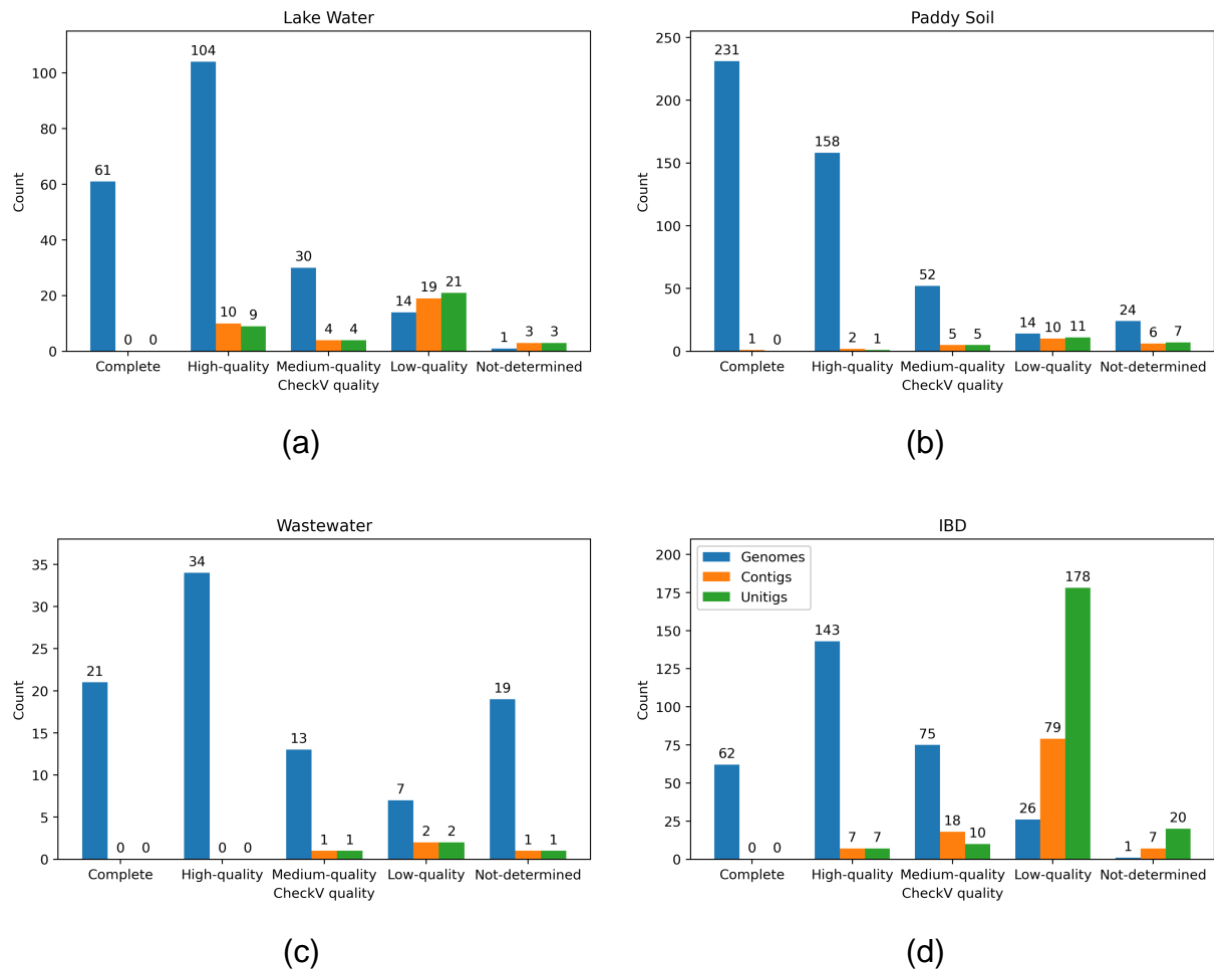 Lake Water
100
80
60
40
20
0
Count
61
0
0
104
10
9
30
4
4
14
19
21
1
3
3
Complete
High-quality
Medium-quality
Low-quality
Not-determined
CheckV quality
(a)
Paddy Soil
250
200
150
100
50
0
Count
231
1
0
158
2
1
52
5
5
14
10
11
24
6
7
Complete
High-quality
Medium-quality
Low-quality
Not-determined
CheckV quality
(b)
Wastewater
35
30
25
20
15
10
5
0
Count
21
0
0
34
0
0
13
1
1
7
2
2
19
1
1
Complete
High-quality
Medium-quality
Low-quality
Not-determined
CheckV quality
(c)
IBD
Genomes
Contigs
Unitigs
200
175
150
125
100
75
50
25
0
Count
62
0
0
143
7
7
75
18
10
26
79
178
1
7
20
Complete
High-quality
Medium-quality
Low-quality
Not-determined
CheckV quality
(d)